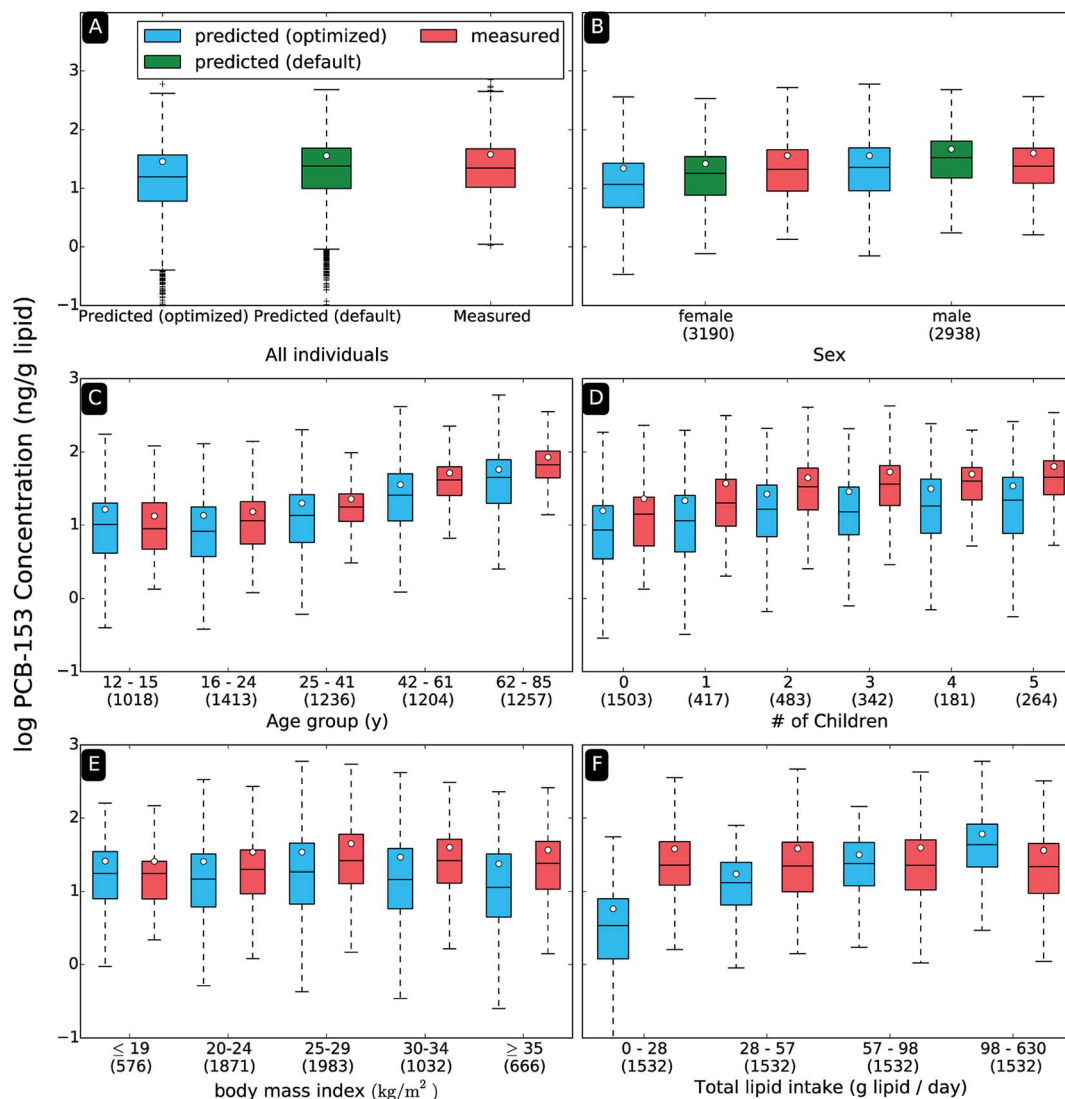 log PCB-153 Concentration (ng/g lipid)
A
predicted (optimized)
measured
predicted (default)
3
2
1
0
−1
Predicted (optimized) Predicted (default) Measured
All individuals
B
female male
(3190) (2938)
Sex
C
3
2
1
0
−1
12 - 15 16 - 24 25 - 41 42 - 61 62 - 85
(1018) (1413) (1236) (1204) (1257)
Age group (y)
D
0 1 2 3 4 5
(1503) (417) (483) (342) (181) (264)
# of Children
E
3
2
1
0
−1
≤ 19 20-24 25-29 30-34 ≥ 35
(576) (1871) (1983) (1032) (666)
body mass index (kg/m²)
F
0 - 28 28 - 57 57 - 98 98 - 630
(1532) (1532) (1532) (1532)
Total lipid intake (g lipid / day)